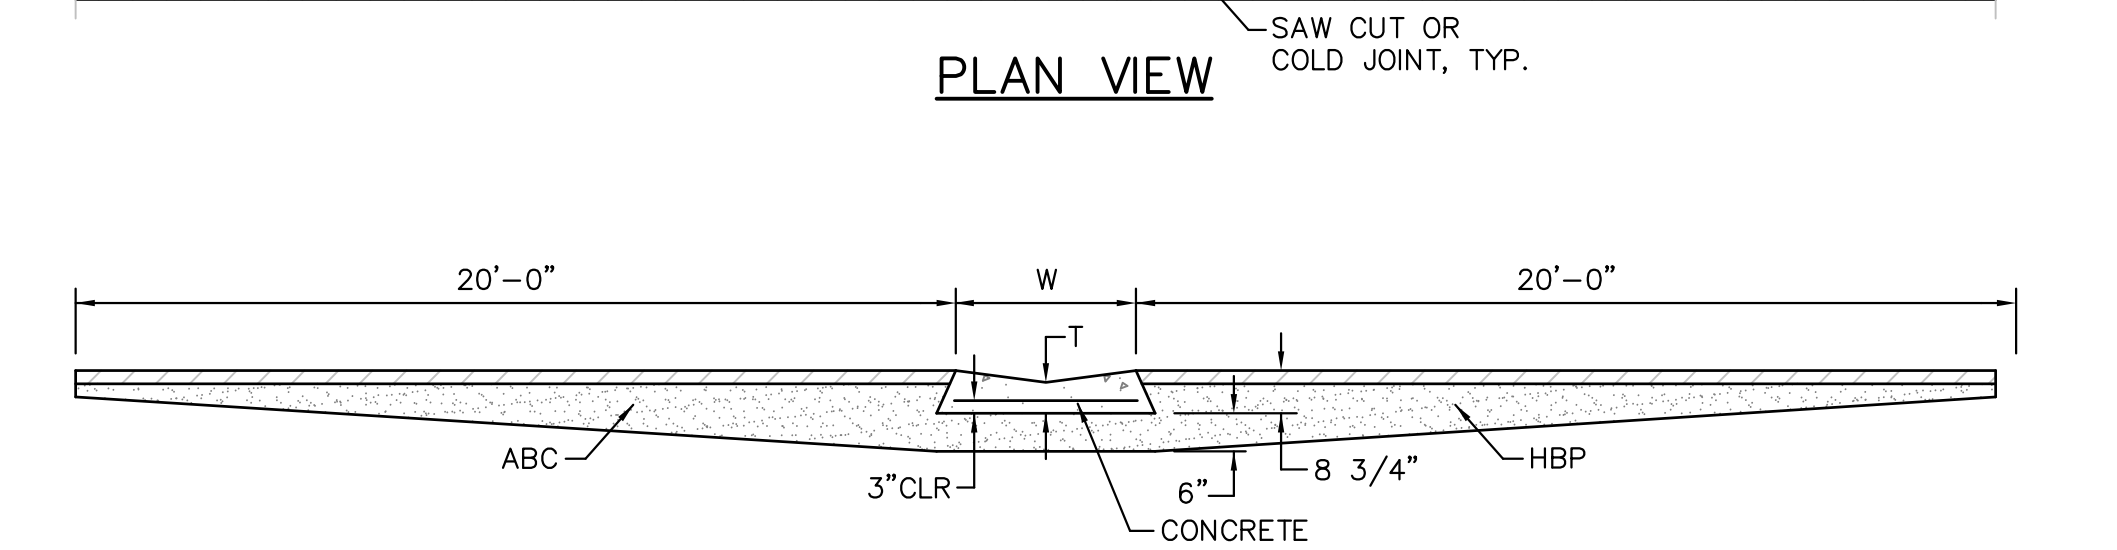 SAW CUT OR
COLD JOINT, TYP.
PLAN VIEW
20'-0"
W
20'-0"
T
ABC
3"CLR
6"
8 3/4"
HBP
CONCRETE